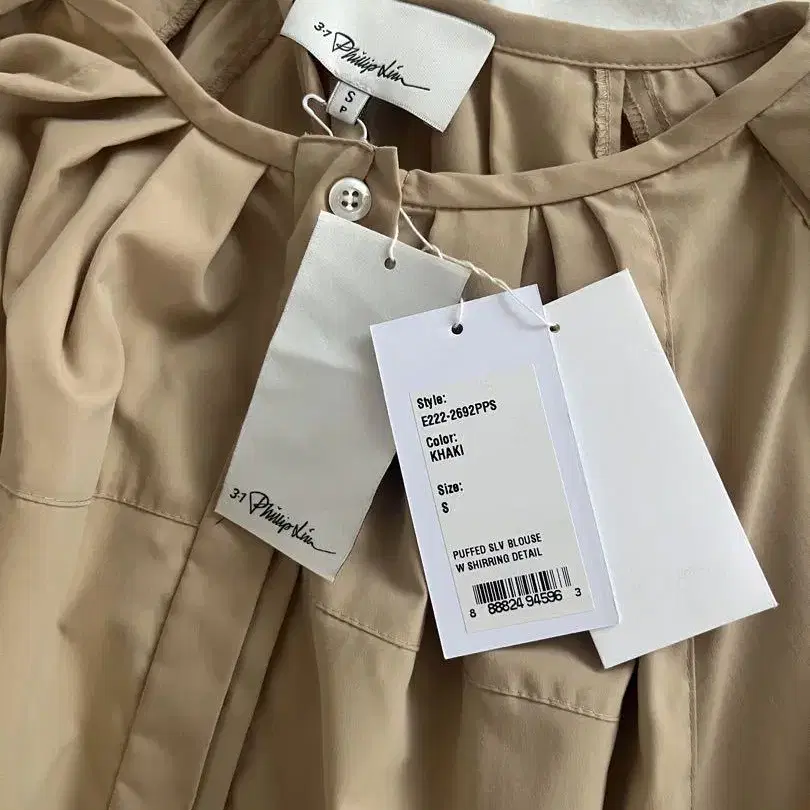 3·1 Phillip Lim
S
P
Style:
E222-2692PPS
Color:
KHAKI
Size:
S
PUFFED SLV BLOUSE
W SHIRRING DETAIL
8 88824 94596 3
3·1 Phillip Lim